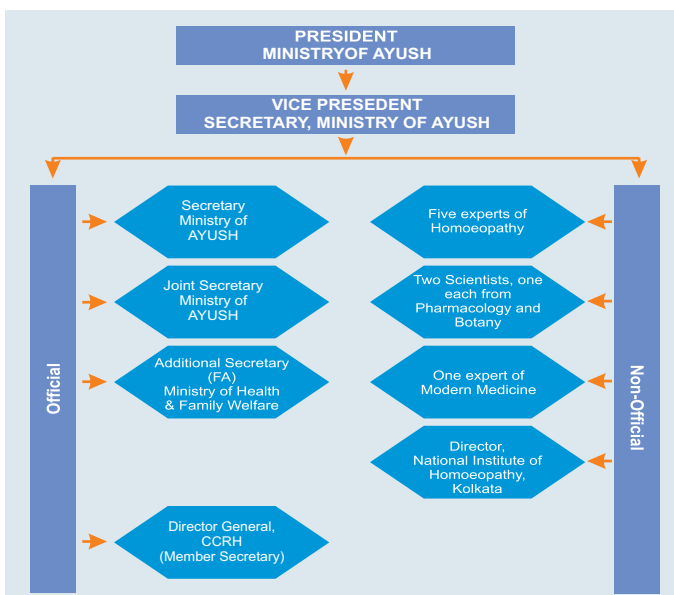 PRESIDENT
MINISTRYOF AYUSH
VICE PRESEDENT
SECRETARY, MINISTRY OF AYUSH
Official
Secretary
Ministry of
AYUSH
Joint Secretary
Ministry of
AYUSH
Additional Secretary
(FA)
Ministry of Health
& Family Welfare
Director General,
CCRH
(Member Secretary)
Five experts of
Homoeopathy
Two Scientists, one
each from
Pharmacology and
Botany
One expert of
Modern Medicine
Director,
National Institute of
Homoeopathy,
Kolkata
Non-Official